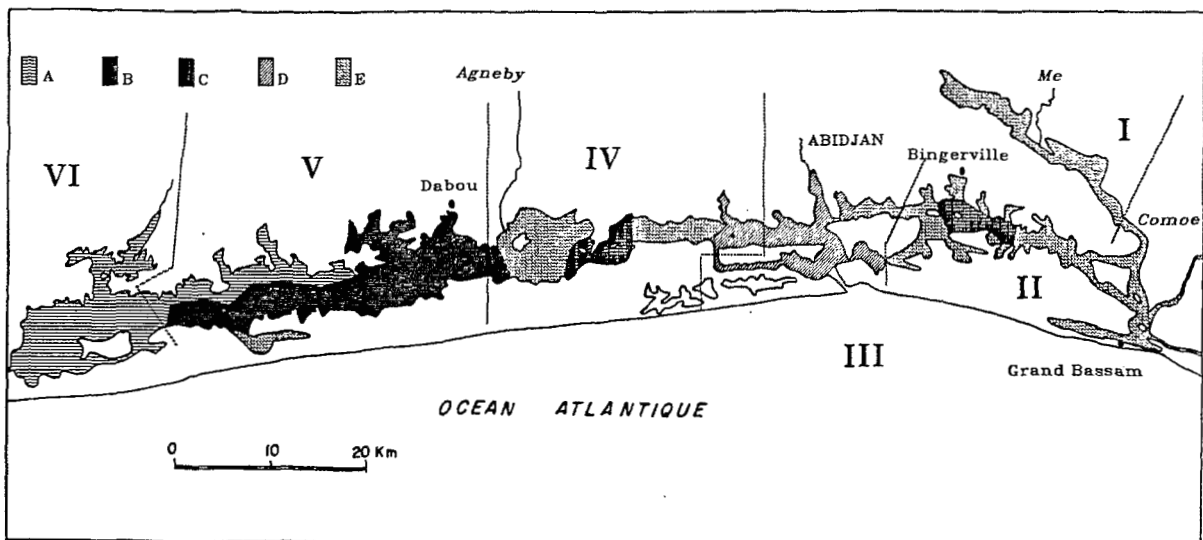 A B C D E
Agneby
Me
I
ABIDJAN
Bingerville
IV
V
VI
Dabou
Comoe
II
III
Grand Bassam
OCEAN ATLANTIQUE
0 10 20 Km